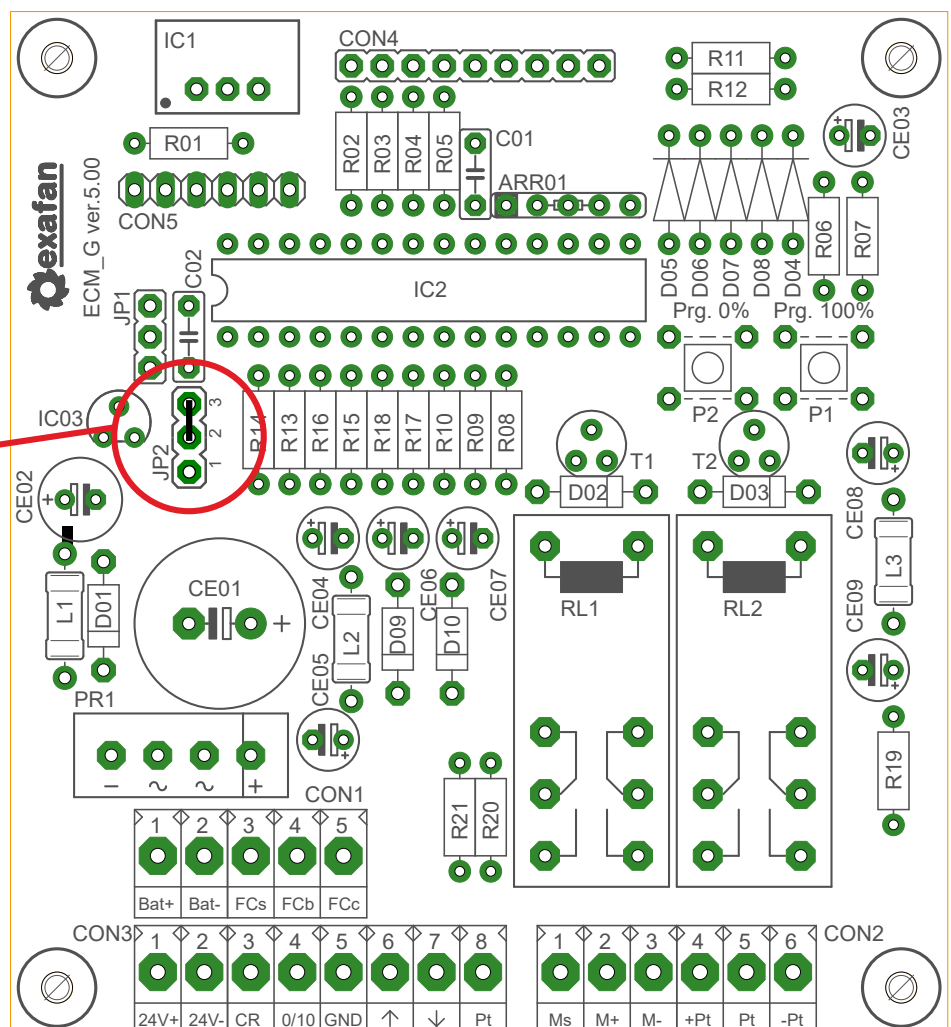 IC1
CON4
R11
R12
CE03
R01
R02
R03
R04
R05
C01
ARR01
CON5
exafan
ECM_G ver.5.00
D05
D06
D07
D08
D04
R06
R07
C02
IC2
JP1
Prg. 0%
Prg. 100%
IC03
3
2
1
JP2
R14
R13
R16
R15
R18
R17
R10
R09
R08
P2
P1
T1
T2
CE02
+
D02
D03
CE08
+
CE04
+
CE06
+
CE07
+
L1
D01
CE01
+
L2
D09
D10
RL1
RL2
L3
CE09
+
CE05
+
PR1
- ~ ~ +
R21
R20
R19
CON1
1 2 3 4 5
Bat+ Bat- FCs FCb FCc
CON3
1 2 3 4 5 6 7 8
24V+ 24V- CR 0/10 GND ↑ ↓ Pt
CON2
1 2 3 4 5 6
Ms M+ M- +Pt Pt -Pt